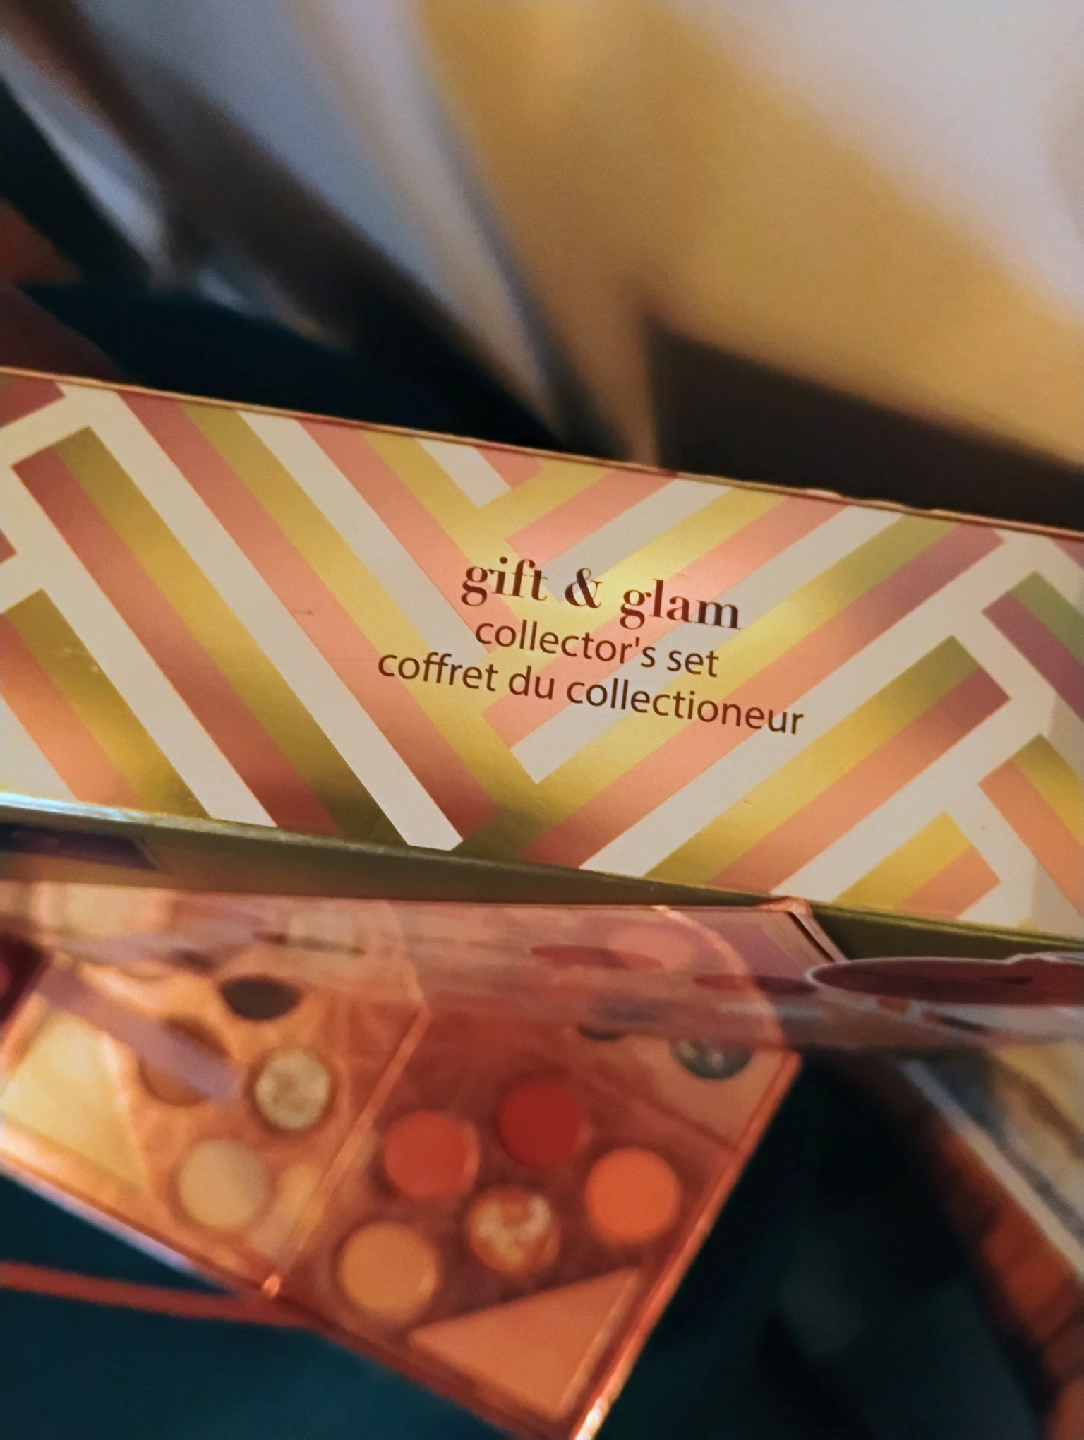 gift & glam
collector's set
coffret du collectioneur